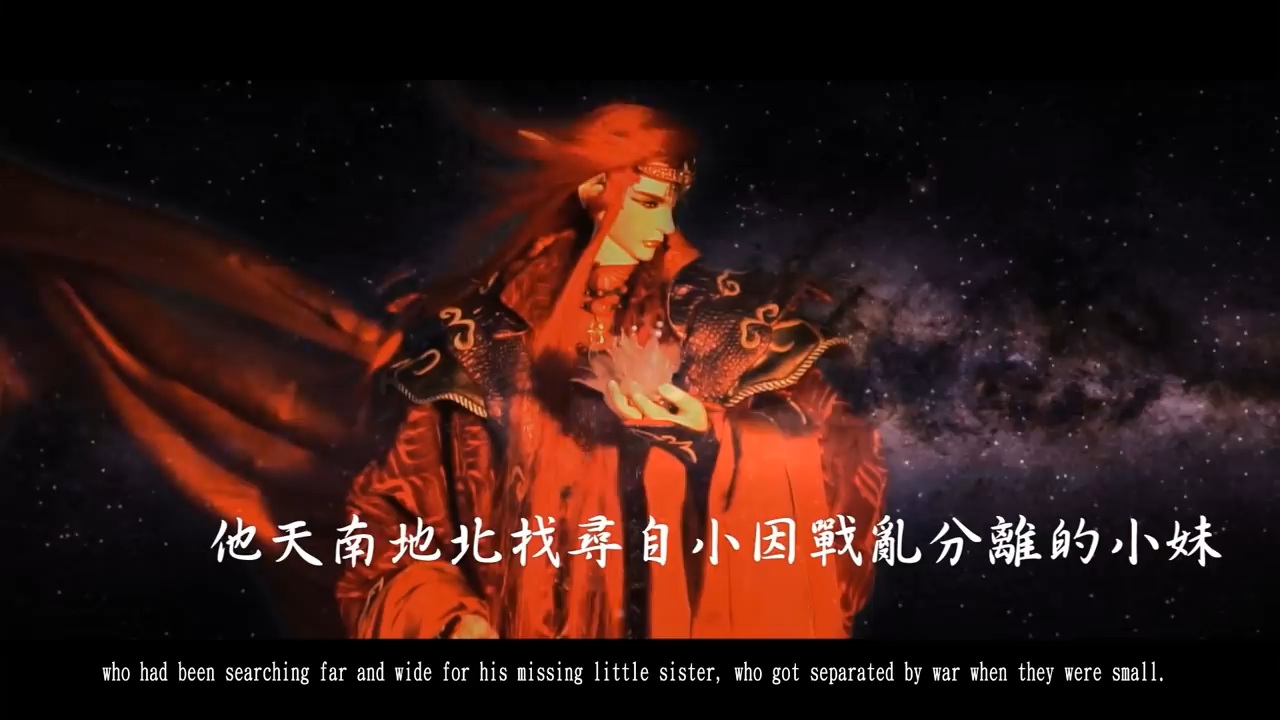 他天南地北找尋自小因戰亂分離的小妹
who had been searching far and wide for his missing little sister, who got separated by war when they were small.